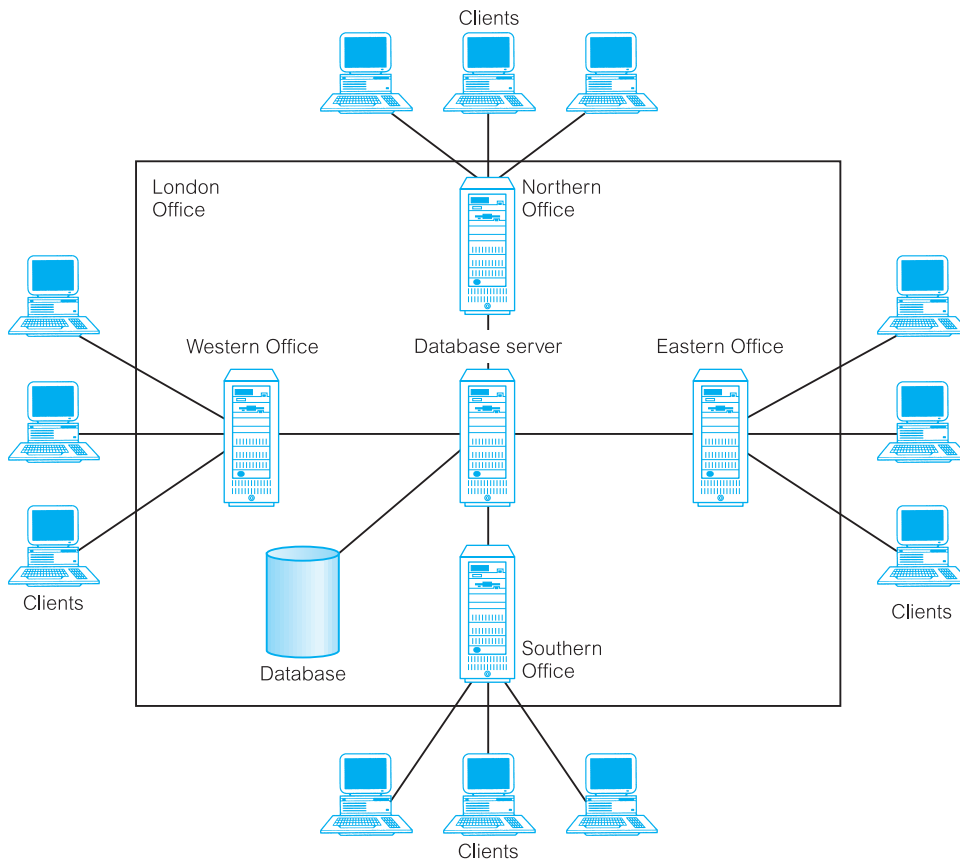 Clients
London
Office
Northern
Office
Western Office
Database server
Eastern Office
Clients
Clients
Southern
Office
Database
Clients